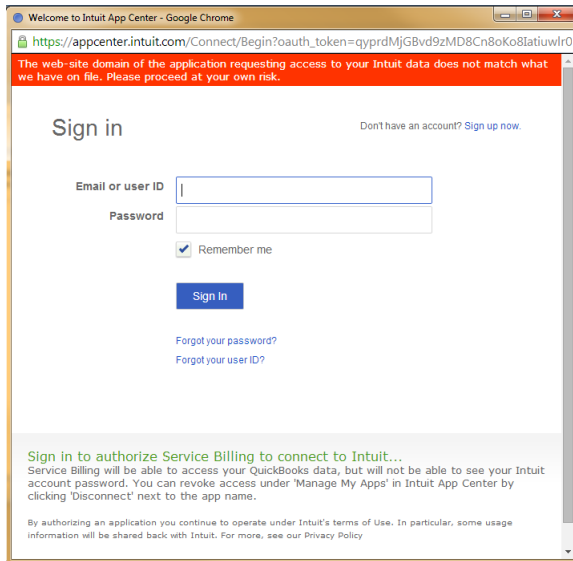 Welcome to Intuit App Center - Google Chrome
https://appcenter.intuit.com/Connect/Begin?oauth_token=qyprdMjGBvd9zMD8Cn8oKo8Iatiuwlr0
The web-site domain of the application requesting access to your Intuit data does not match what
we have on file. Please proceed at your own risk.
Sign in
Don't have an account? Sign up now.
Email or user ID
Password
Remember me
Sign In
Forgot your password?
Forgot your user ID?
Sign in to authorize Service Billing to connect to Intuit...
Service Billing will be able to access your QuickBooks data, but will not be able to see your Intuit
account password. You can revoke access under 'Manage My Apps' in Intuit App Center by
clicking 'Disconnect' next to the app name.
By authorizing an application you continue to operate under Intuit's terms of Use. In particular, some usage
information will be shared back with Intuit. For more, see our Privacy Policy